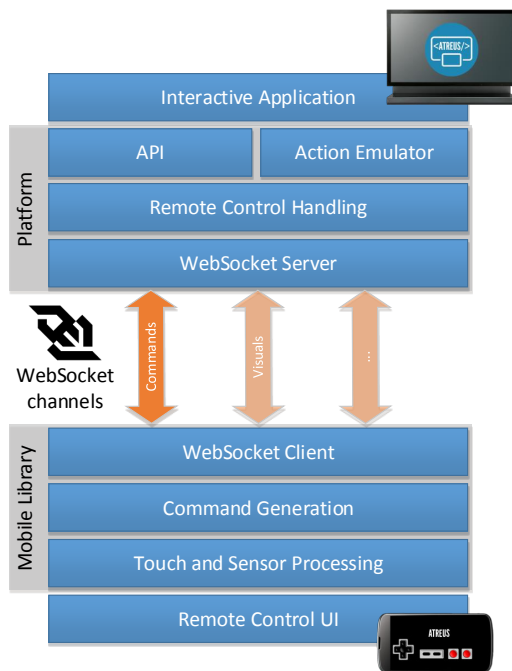 <ATREUS/>
Interactive Application
API
Action Emulator
Platform
Remote Control Handling
WebSocket Server
Commands
Visuals
...
WebSocket
channels
WebSocket Client
Mobile Library
Command Generation
Touch and Sensor Processing
Remote Control UI
ATREUS